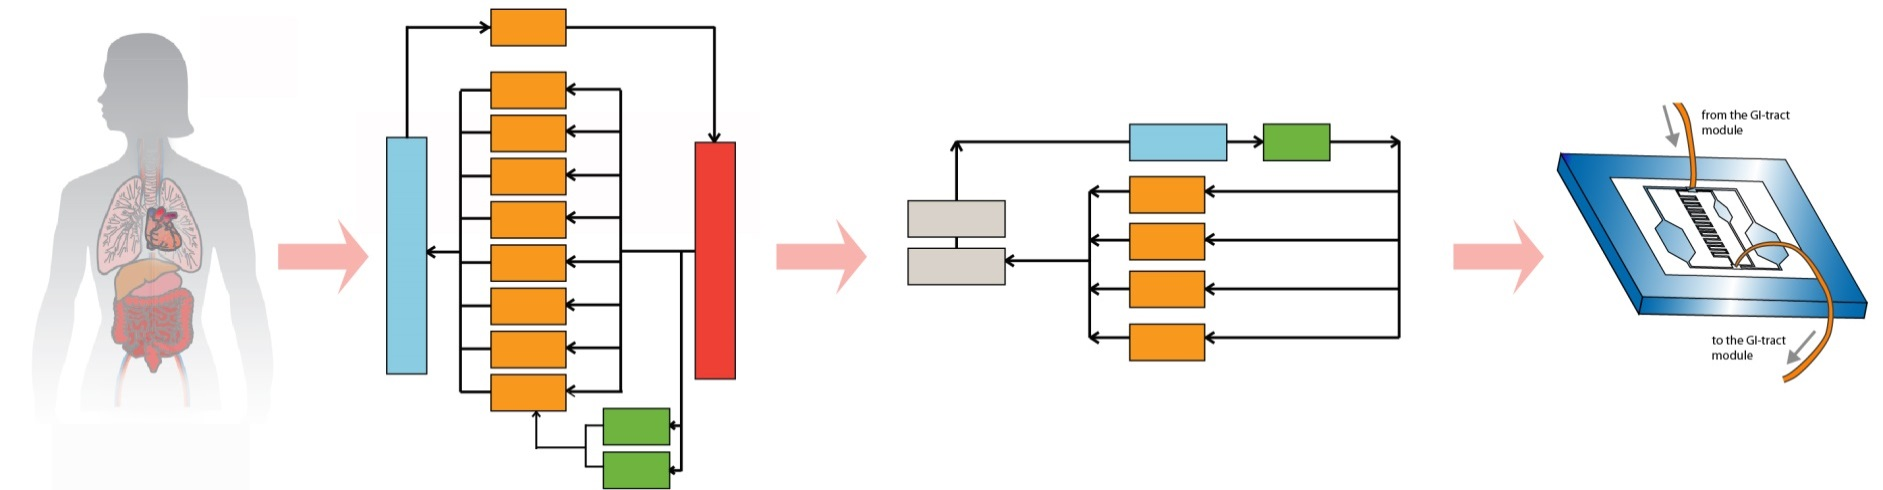 from the GI-tract
module
to the GI-tract
module